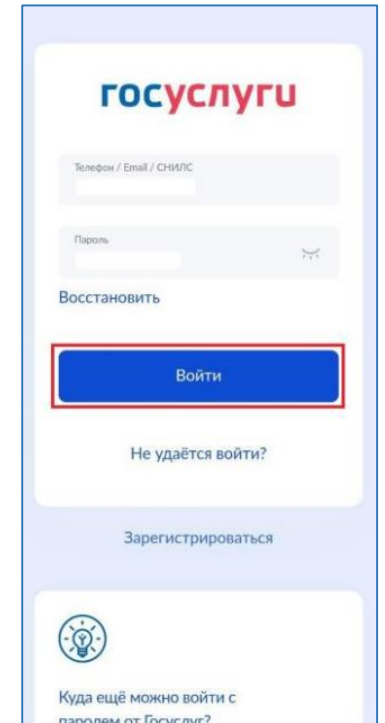 госуслуги
Телефон / Email / СНИЛС
Пароль
Восстановить
Войти
Не удаётся войти?
Зарегистрироваться
Куда ещё можно войти с
паролем от Госуслуг?